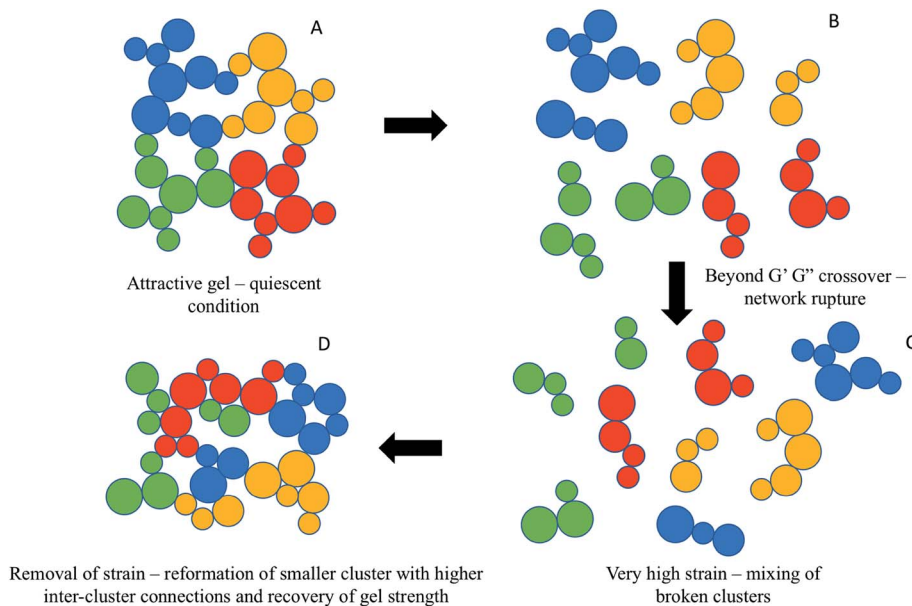 A
B
Attractive gel – quiescent
condition
Beyond G’ G” crossover –
network rupture
D
C
Removal of strain – reformation of smaller cluster with higher
inter-cluster connections and recovery of gel strength
Very high strain – mixing of
broken clusters